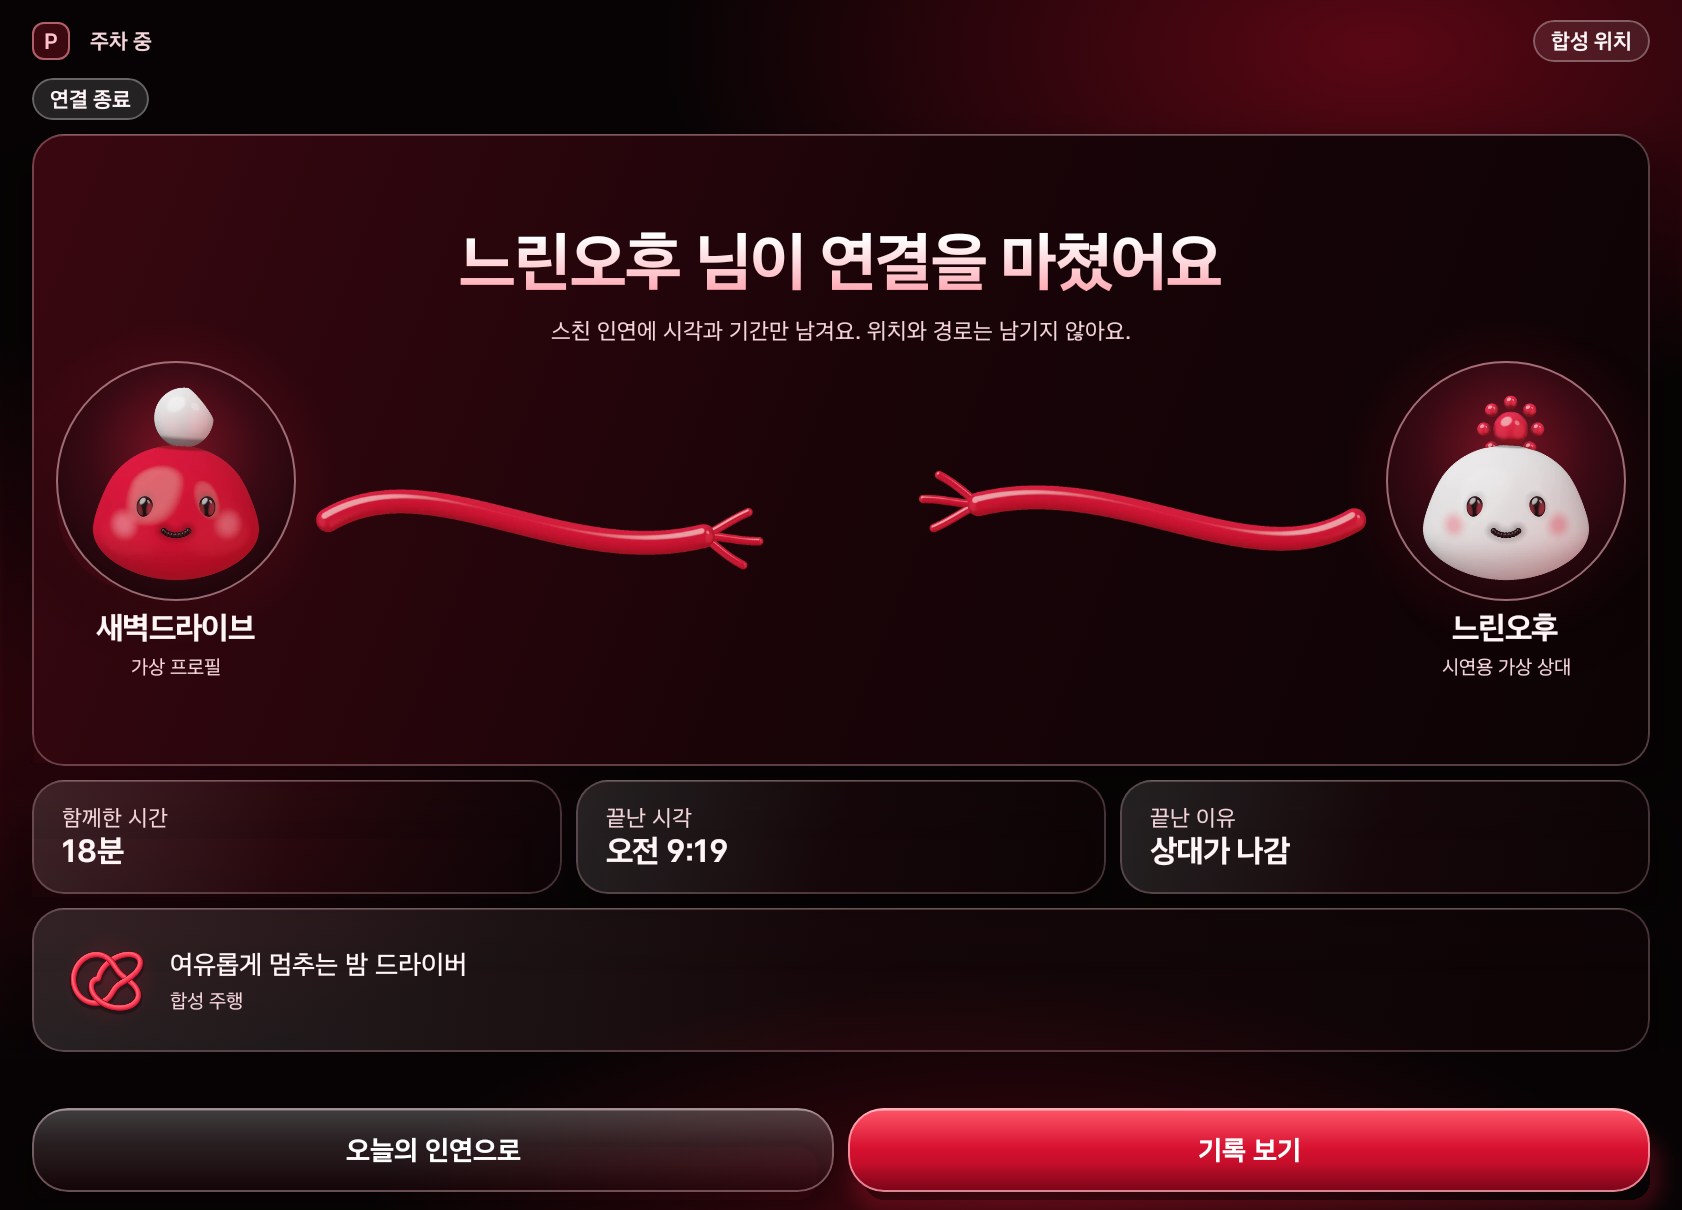 P 주차 중
합성 위치
연결 종료
느린오후 님이 연결을 마쳤어요
스친 인연에 시각과 기간만 남겨요. 위치와 경로는 남기지 않아요.
새벽드라이브
가상 프로필
느린오후
시연용 가상 상대
함께한 시간
18분
끝난 시각
오전 9:19
끝난 이유
상대가 나감
여유롭게 멈추는 밤 드라이버
합성 주행
오늘의 인연으로
기록 보기